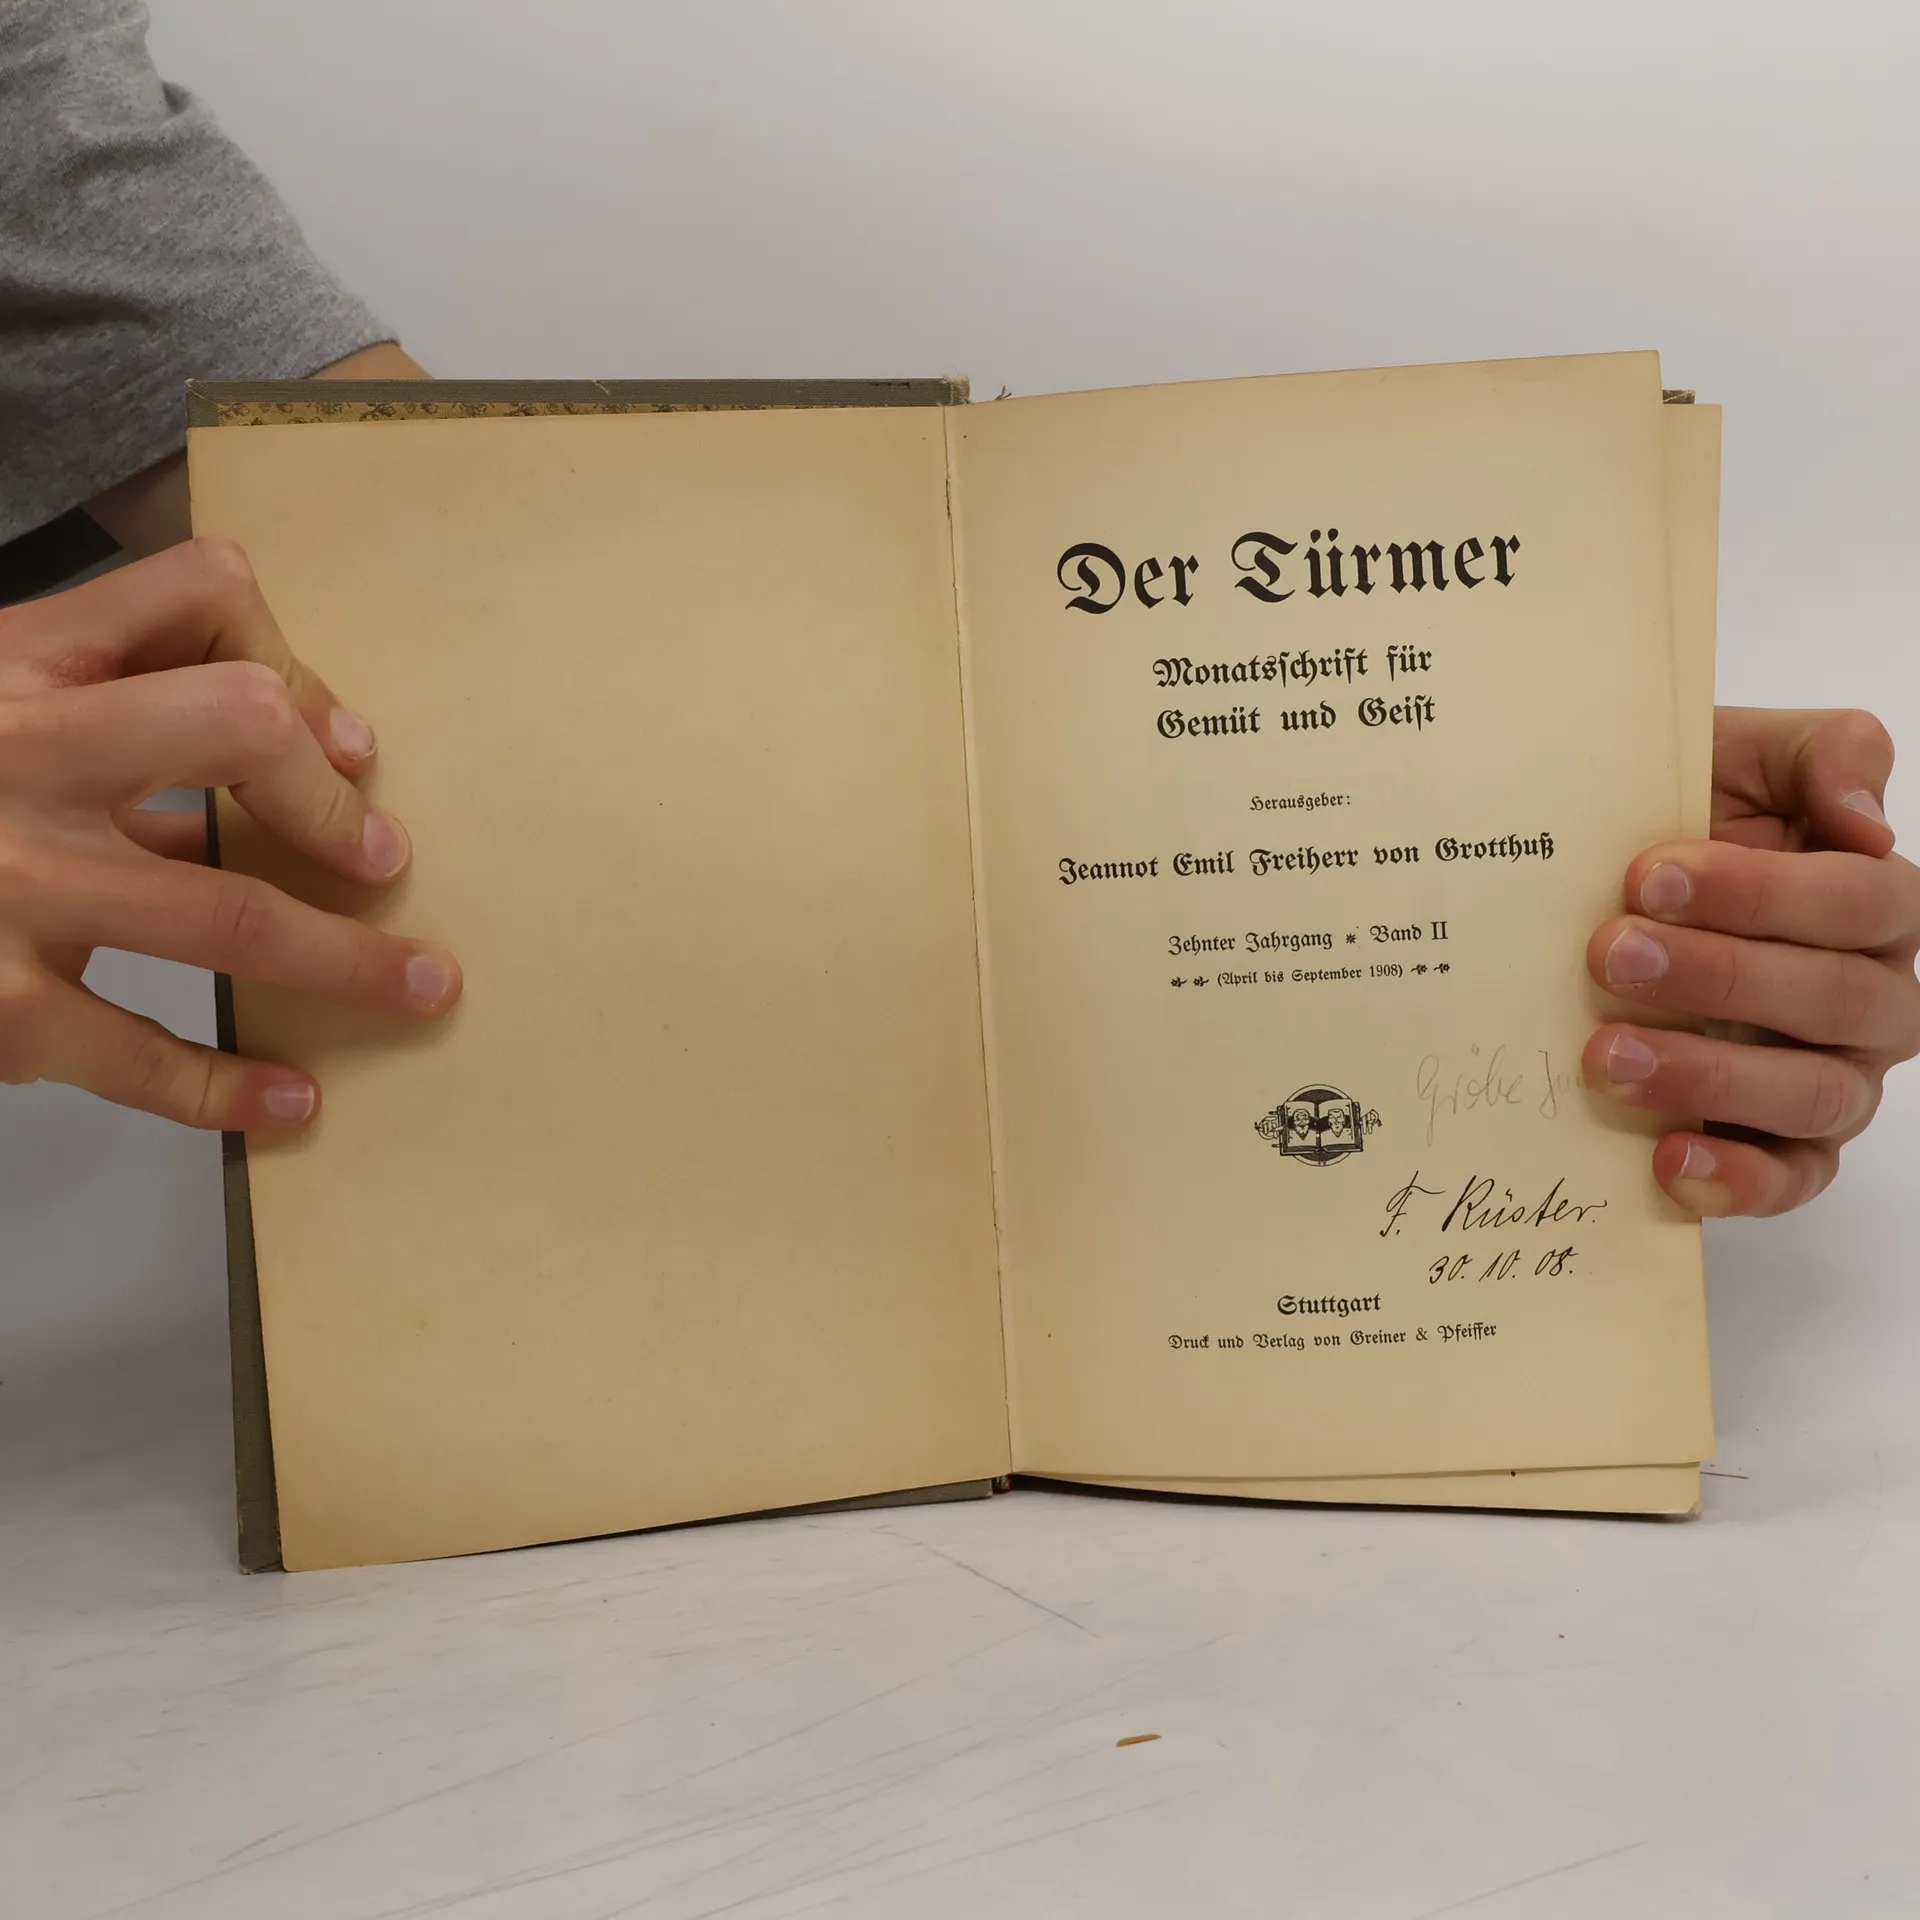 Der Türmer
Monatsſchrift für
Gemüt und Geiſt
Herausgeber:
Jeannot Emil Freiherr von Grotthuß
Zehnter Jahrgang * Band II
(April bis September 1908)
Gröbe
F. Rüster.
30. 10. 08.
Stuttgart
Druck und Verlag von Greiner & Pfeiffer